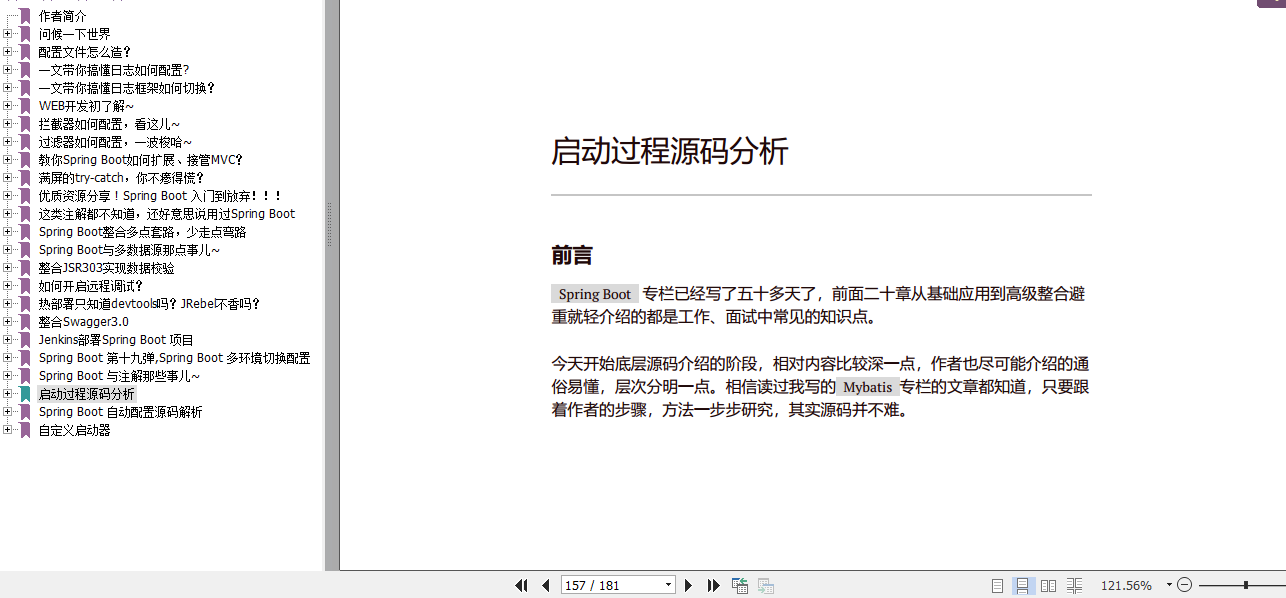 作者简介
问候一下世界
配置文件怎么造？
一文带你搞懂日志如何配置？
一文带你搞懂日志框架如何切换？
WEB开发初了解~
拦截器如何配置，看这儿~
过滤器如何配置，一波梭哈~
教你Spring Boot如何扩展、接管MVC？
满屏的try-catch，你不瘆得慌？
优质资源分享！Spring Boot 入门到放弃！！！
这类注解都不知道，还好意思说用过Spring Boot
Spring Boot整合多点套路，少走点弯路
Spring Boot与多数据源那点事儿~
整合JSR303实现数据校验
如何开启远程调试？
热部署只知道devtools吗？JRebel不香吗？
整合Swagger3.0
Jenkins部署Spring Boot 项目
Spring Boot 第十九弹,Spring Boot 多环境切换配置
Spring Boot 与注解那些事儿~
启动过程源码分析
Spring Boot 自动配置源码解析
自定义启动器
启动过程源码分析
前言
Spring Boot 专栏已经写了五十多天了，前面二十章从基础应用到高级整合避
重就轻介绍的都是工作、面试中常见的知识点。
今天开始底层源码介绍的阶段，相对内容比较深一点，作者也尽可能介绍的通
俗易懂，层次分明一点。相信读过我写的 Mybatis 专栏的文章都知道，只要跟
着作者的步骤，方法一步步研究，其实源码并不难。
157 / 181
121.56%